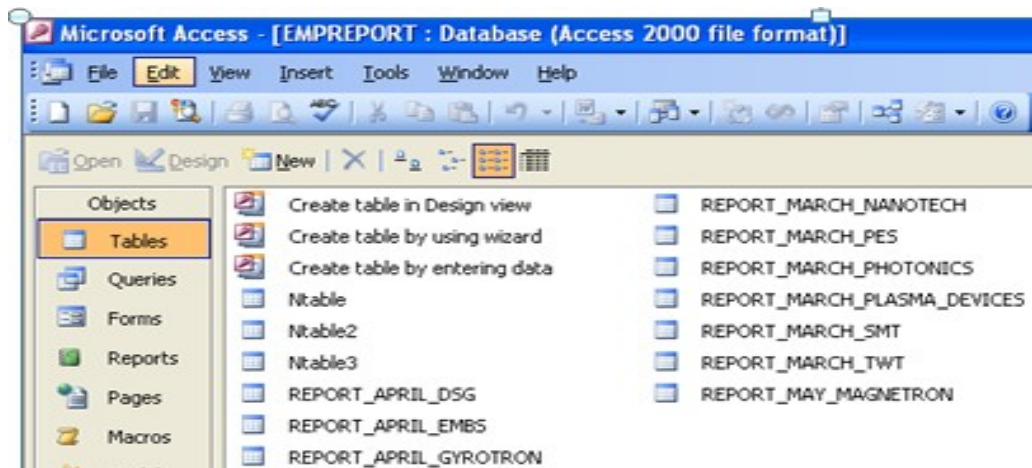 Microsoft Access - [EMPREPORT : Database (Access 2000 file format)]
File Edit View Insert Tools Window Help
Open Design New
Objects
Tables
Queries
Forms
Reports
Pages
Macros
Create table in Design view
Create table by using wizard
Create table by entering data
Ntable
Ntable2
Ntable3
REPORT_APRIL_DSG
REPORT_APRIL_EMBS
REPORT_APRIL_GYROTRON
REPORT_MARCH_NANOTECH
REPORT_MARCH_PES
REPORT_MARCH_PHOTONICS
REPORT_MARCH_PLASMA_DEVICES
REPORT_MARCH_SMT
REPORT_MARCH_TWT
REPORT_MAY_MAGNETRON